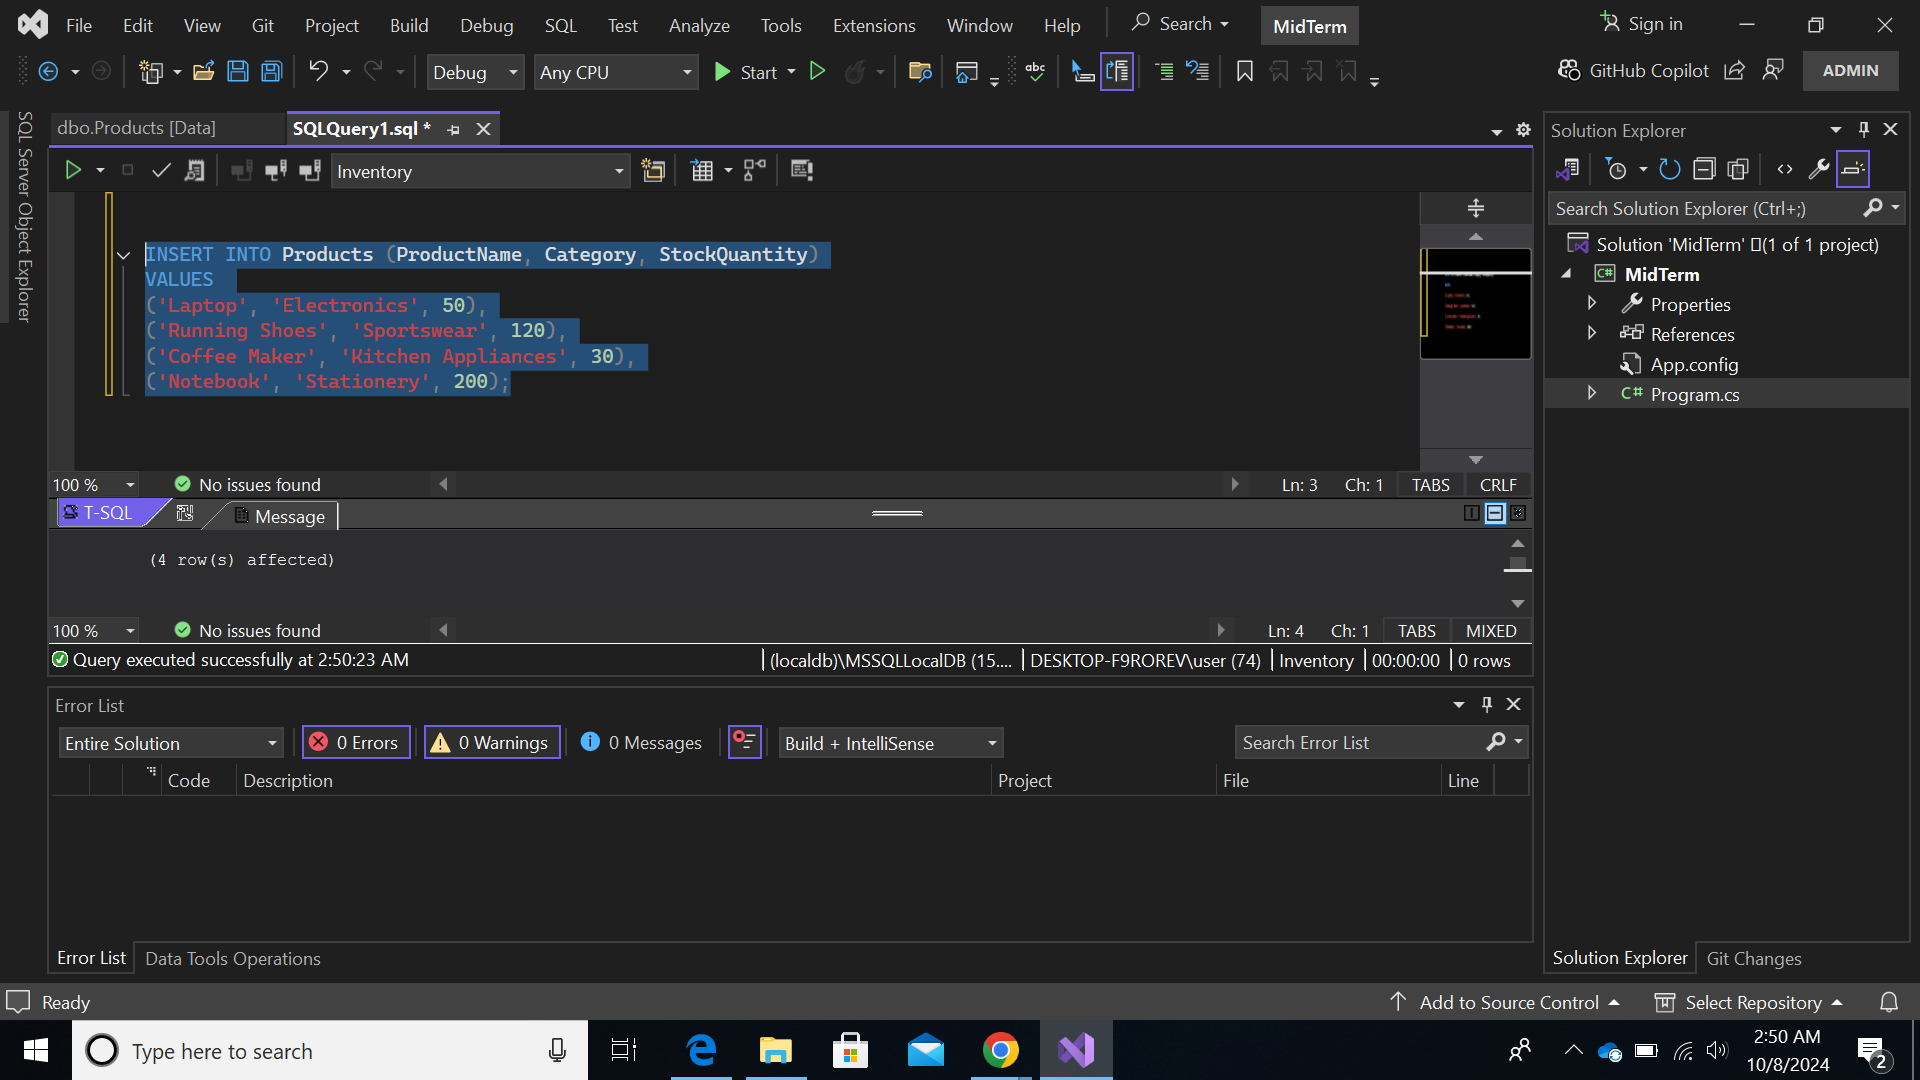 File Edit View Git Project Build Debug SQL Test Analyze Tools Extensions Window Help Search MidTerm Sign in
Debug Any CPU Start abc GitHub Copilot ADMIN
SQL Server Object Explorer
dbo.Products [Data] SQLQuery1.sql *
Inventory
INSERT INTO Products (ProductName, Category, StockQuantity)
VALUES
('Laptop', 'Electronics', 50),
('Running Shoes', 'Sportswear', 120),
('Coffee Maker', 'Kitchen Appliances', 30),
('Notebook', 'Stationery', 200);
100 % No issues found Ln: 3 Ch: 1 TABS CRLF
T-SQL Message
(4 row(s) affected)
100 % No issues found Ln: 4 Ch: 1 TABS MIXED
Query executed successfully at 2:50:23 AM (localdb)\MSSQLLocalDB (15.... DESKTOP-F9ROREV\user (74) Inventory 00:00:00 0 rows
Error List
Entire Solution 0 Errors 0 Warnings 0 Messages Build + IntelliSense Search Error List
Code Description Project File Line
Error List Data Tools Operations
Solution Explorer
Search Solution Explorer (Ctrl+;)
Solution 'MidTerm' (1 of 1 project)
C# MidTerm
Properties
References
App.config
C# Program.cs
Solution Explorer Git Changes
Ready Add to Source Control Select Repository
Type here to search
2:50 AM
10/8/2024
2